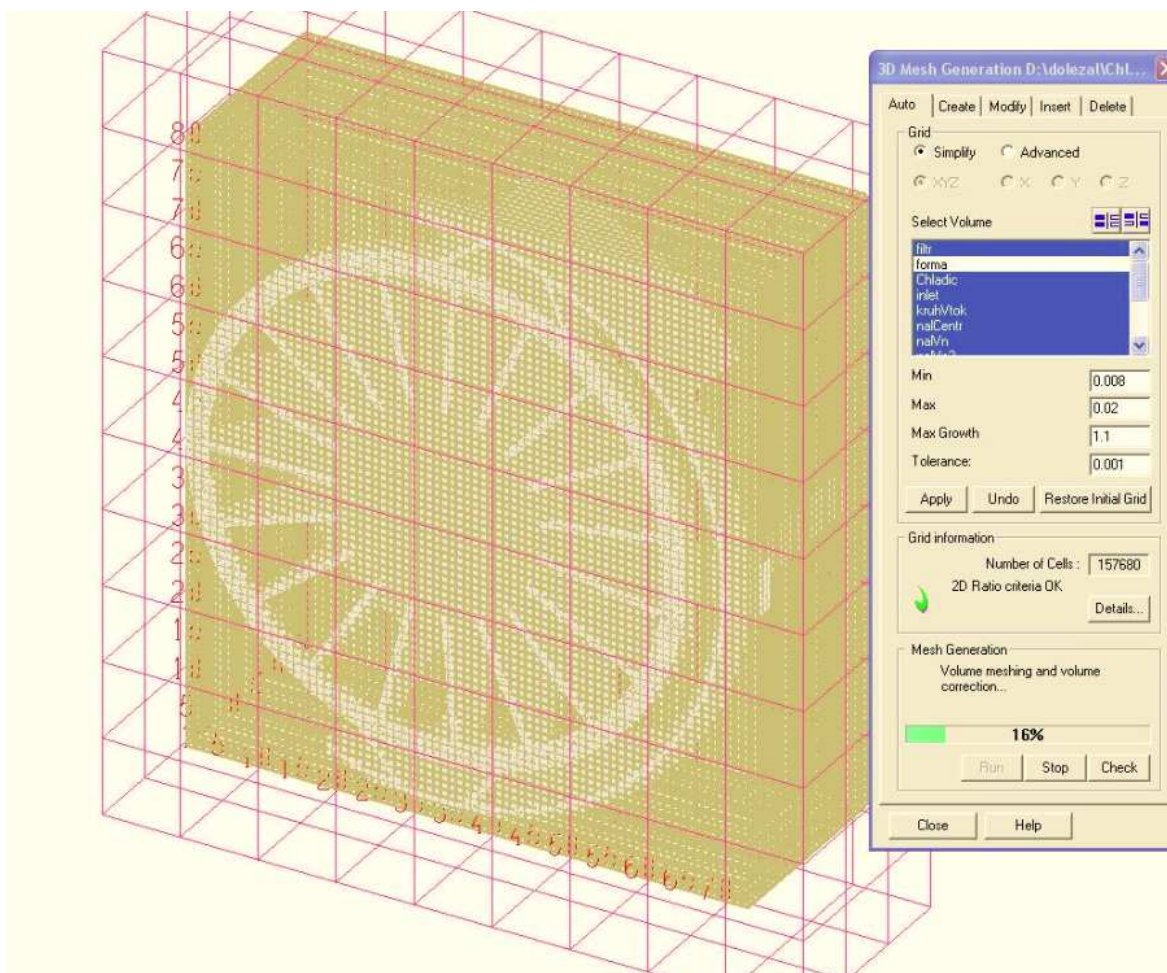 3D Mesh Generation D:\dolezal\Chl...
Auto Create Modify Insert Delete
Grid
Simplify Advanced
XYZ X Y Z
Select Volume
filtr
forma
Chladic
inlet
kruhVtok
nalCentr
nalVn
Min 0.008
Max 0.02
Max Growth 1.1
Tolerance: 0.001
Apply Undo Restore Initial Grid
Grid information
Number of Cells : 157680
2D Ratio criteria OK
Details...
Mesh Generation
Volume meshing and volume
correction...
16%
Run Stop Check
Close Help
80